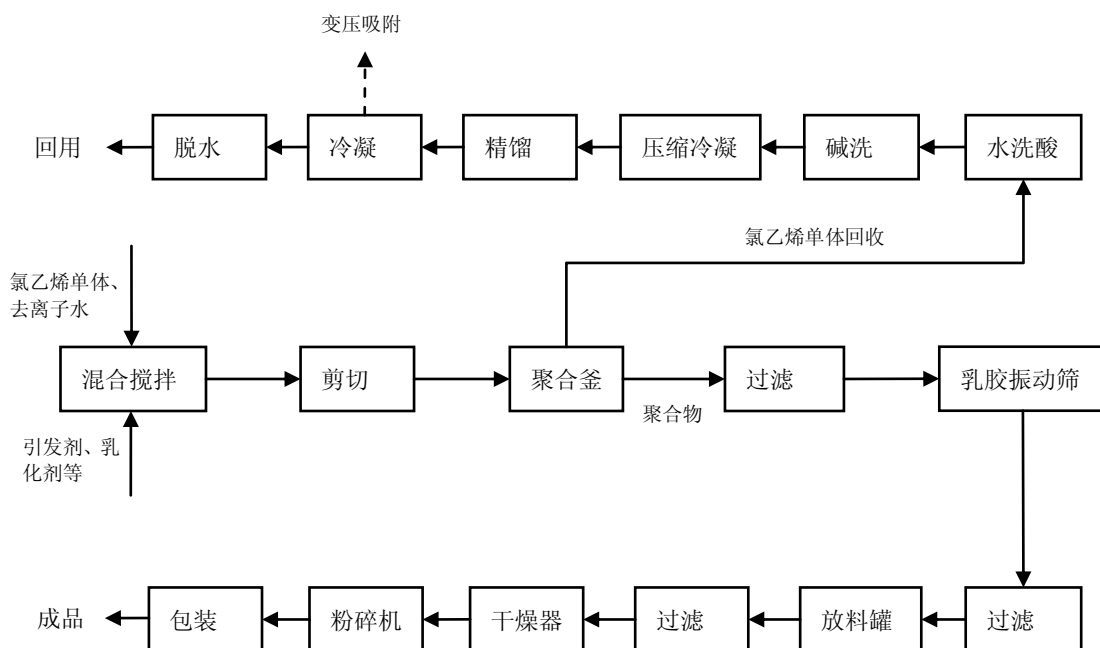 变压吸附
回用
脱水
冷凝
精馏
压缩冷凝
碱洗
水洗酸
氯乙烯单体回收
氯乙烯单体、
去离子水
混合搅拌
剪切
聚合釜
过滤
乳胶振动筛
聚合物
引发剂、乳
化剂等
成品
包装
粉碎机
干燥器
过滤
放料罐
过滤